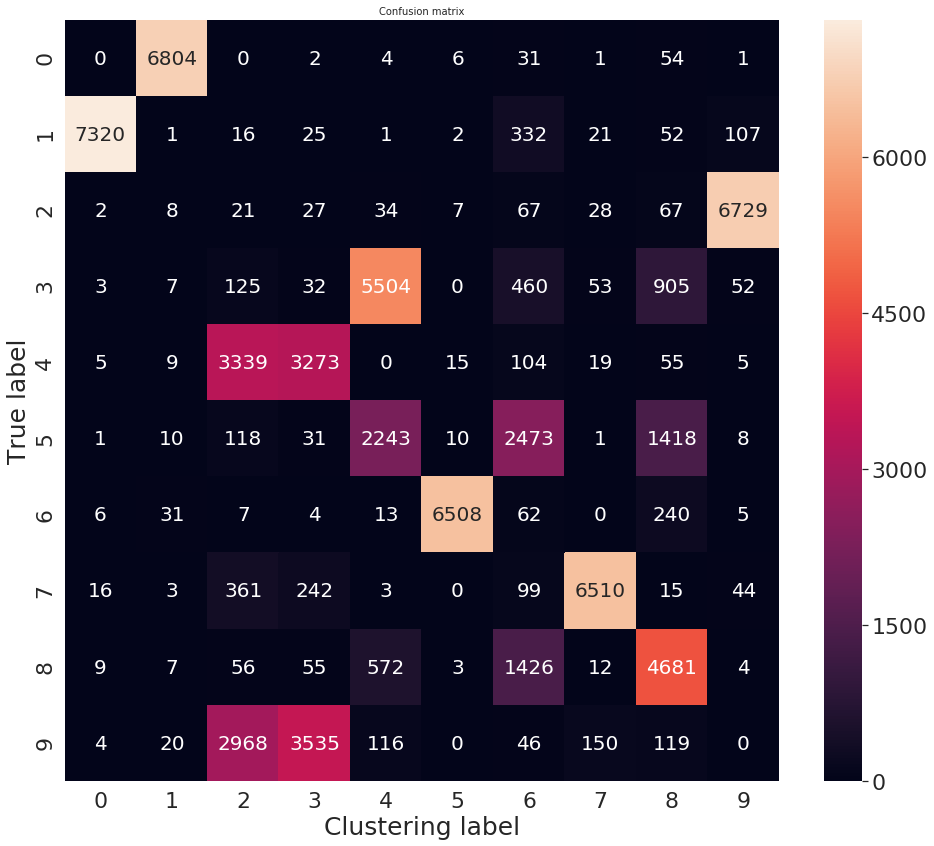 Confusion matrix
0 0 6804 0 2 4 6 31 1 54 1
1 7320 1 16 25 1 2 332 21 52 107
2 2 8 21 27 34 7 67 28 67 6729
3 3 7 125 32 5504 0 460 53 905 52
4 5 9 3339 3273 0 15 104 19 55 5
5 1 10 118 31 2243 10 2473 1 1418 8
6 6 31 7 4 13 6508 62 0 240 5
7 16 3 361 242 3 0 99 6510 15 44
8 9 7 56 55 572 3 1426 12 4681 4
9 4 20 2968 3535 116 0 46 150 119 0
0 1 2 3 4 5 6 7 8 9
True label
Clustering label
6000
4500
3000
1500
0